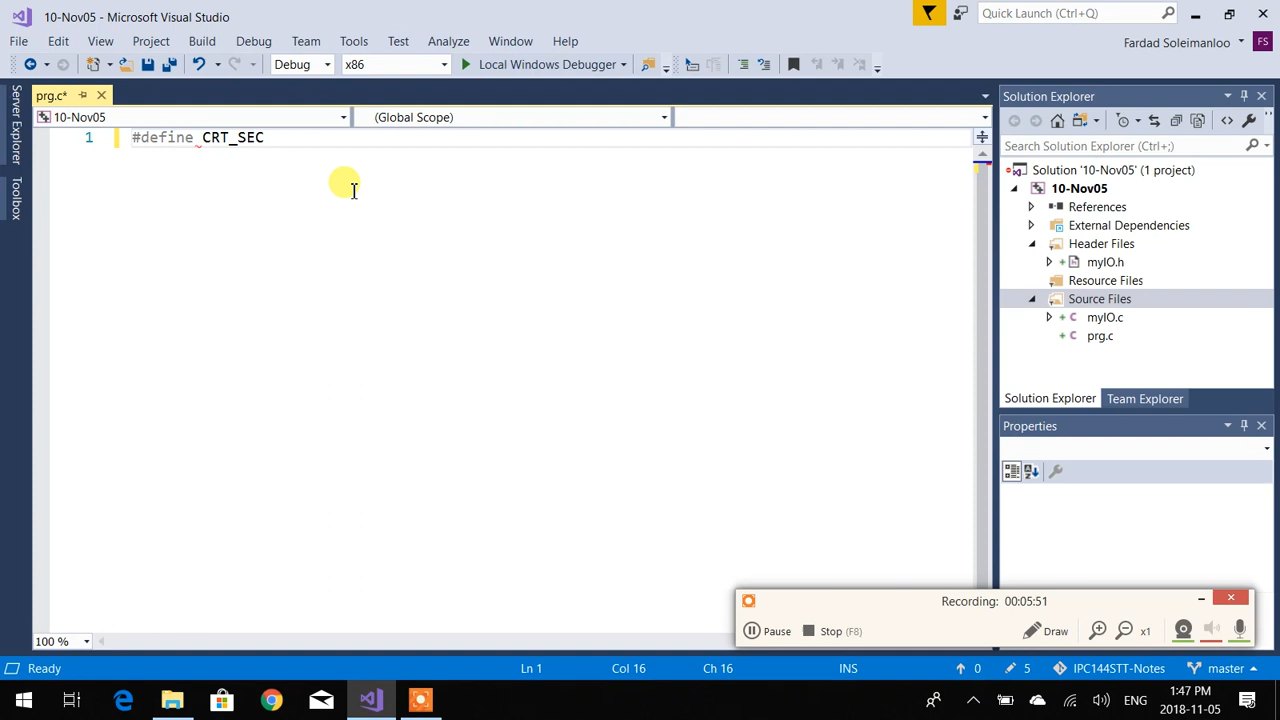 10-Nov05 - Microsoft Visual Studio
Quick Launch (Ctrl+Q)
File Edit View Project Build Debug Team Tools Test Analyze Window Help
Fardad Soleimanloo FS
Debug x86 Local Windows Debugger
Server Explorer
Toolbox
prg.c*
10-Nov05 (Global Scope)
1 #define CRT_SEC
100 %
Solution Explorer
Search Solution Explorer (Ctrl+;)
Solution '10-Nov05' (1 project)
10-Nov05
References
External Dependencies
Header Files
myIO.h
Resource Files
Source Files
myIO.c
prg.c
Solution Explorer Team Explorer
Properties
Recording: 00:05:51
Pause Stop (F8) Draw x1
Ready Ln 1 Col 16 Ch 16 INS 0 5 IPC144STT-Notes master
ENG 1:47 PM
2018-11-05